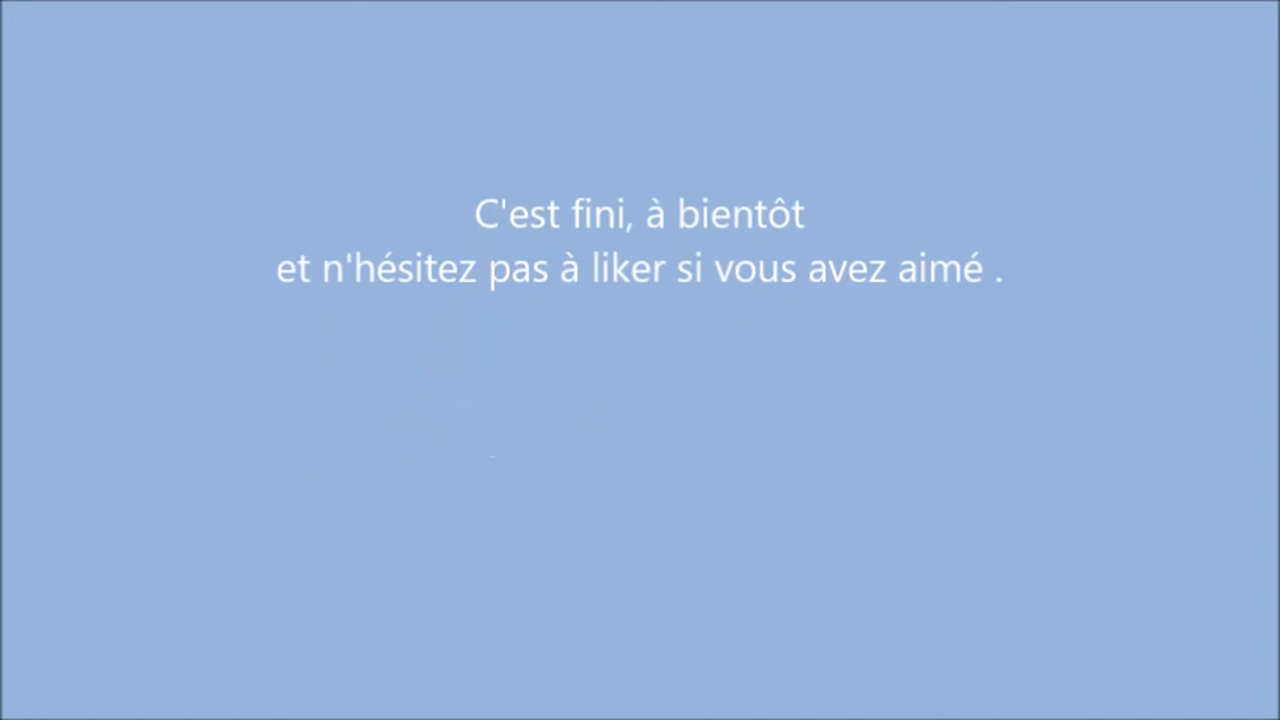 C'est fini, à bientôt
et n'hésitez pas à liker si vous avez aimé .